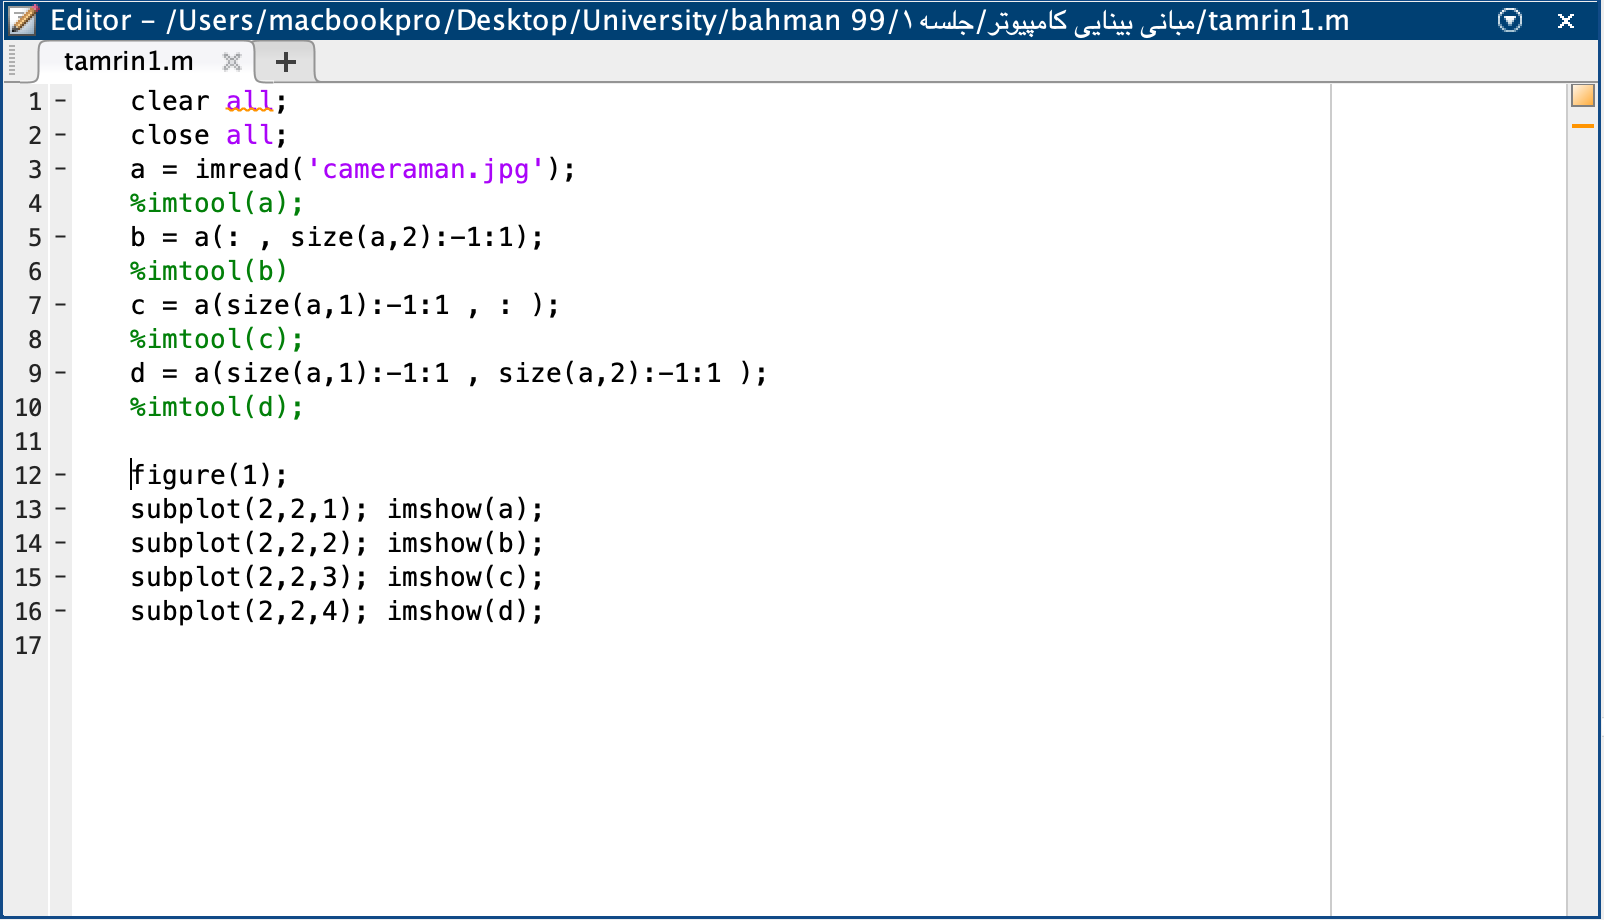 Editor – /Users/macbookpro/Desktop/University/bahman 99/مبانی بینایی کامپیوتر/جلسه ۱/tamrin1.m
tamrin1.m
1 – clear all;
2 – close all;
3 – a = imread('cameraman.jpg');
4 %imtool(a);
5 – b = a(: , size(a,2):-1:1);
6 %imtool(b)
7 – c = a(size(a,1):-1:1 , : );
8 %imtool(c);
9 – d = a(size(a,1):-1:1 , size(a,2):-1:1 );
10 %imtool(d);
11
12 – figure(1);
13 – subplot(2,2,1); imshow(a);
14 – subplot(2,2,2); imshow(b);
15 – subplot(2,2,3); imshow(c);
16 – subplot(2,2,4); imshow(d);
17